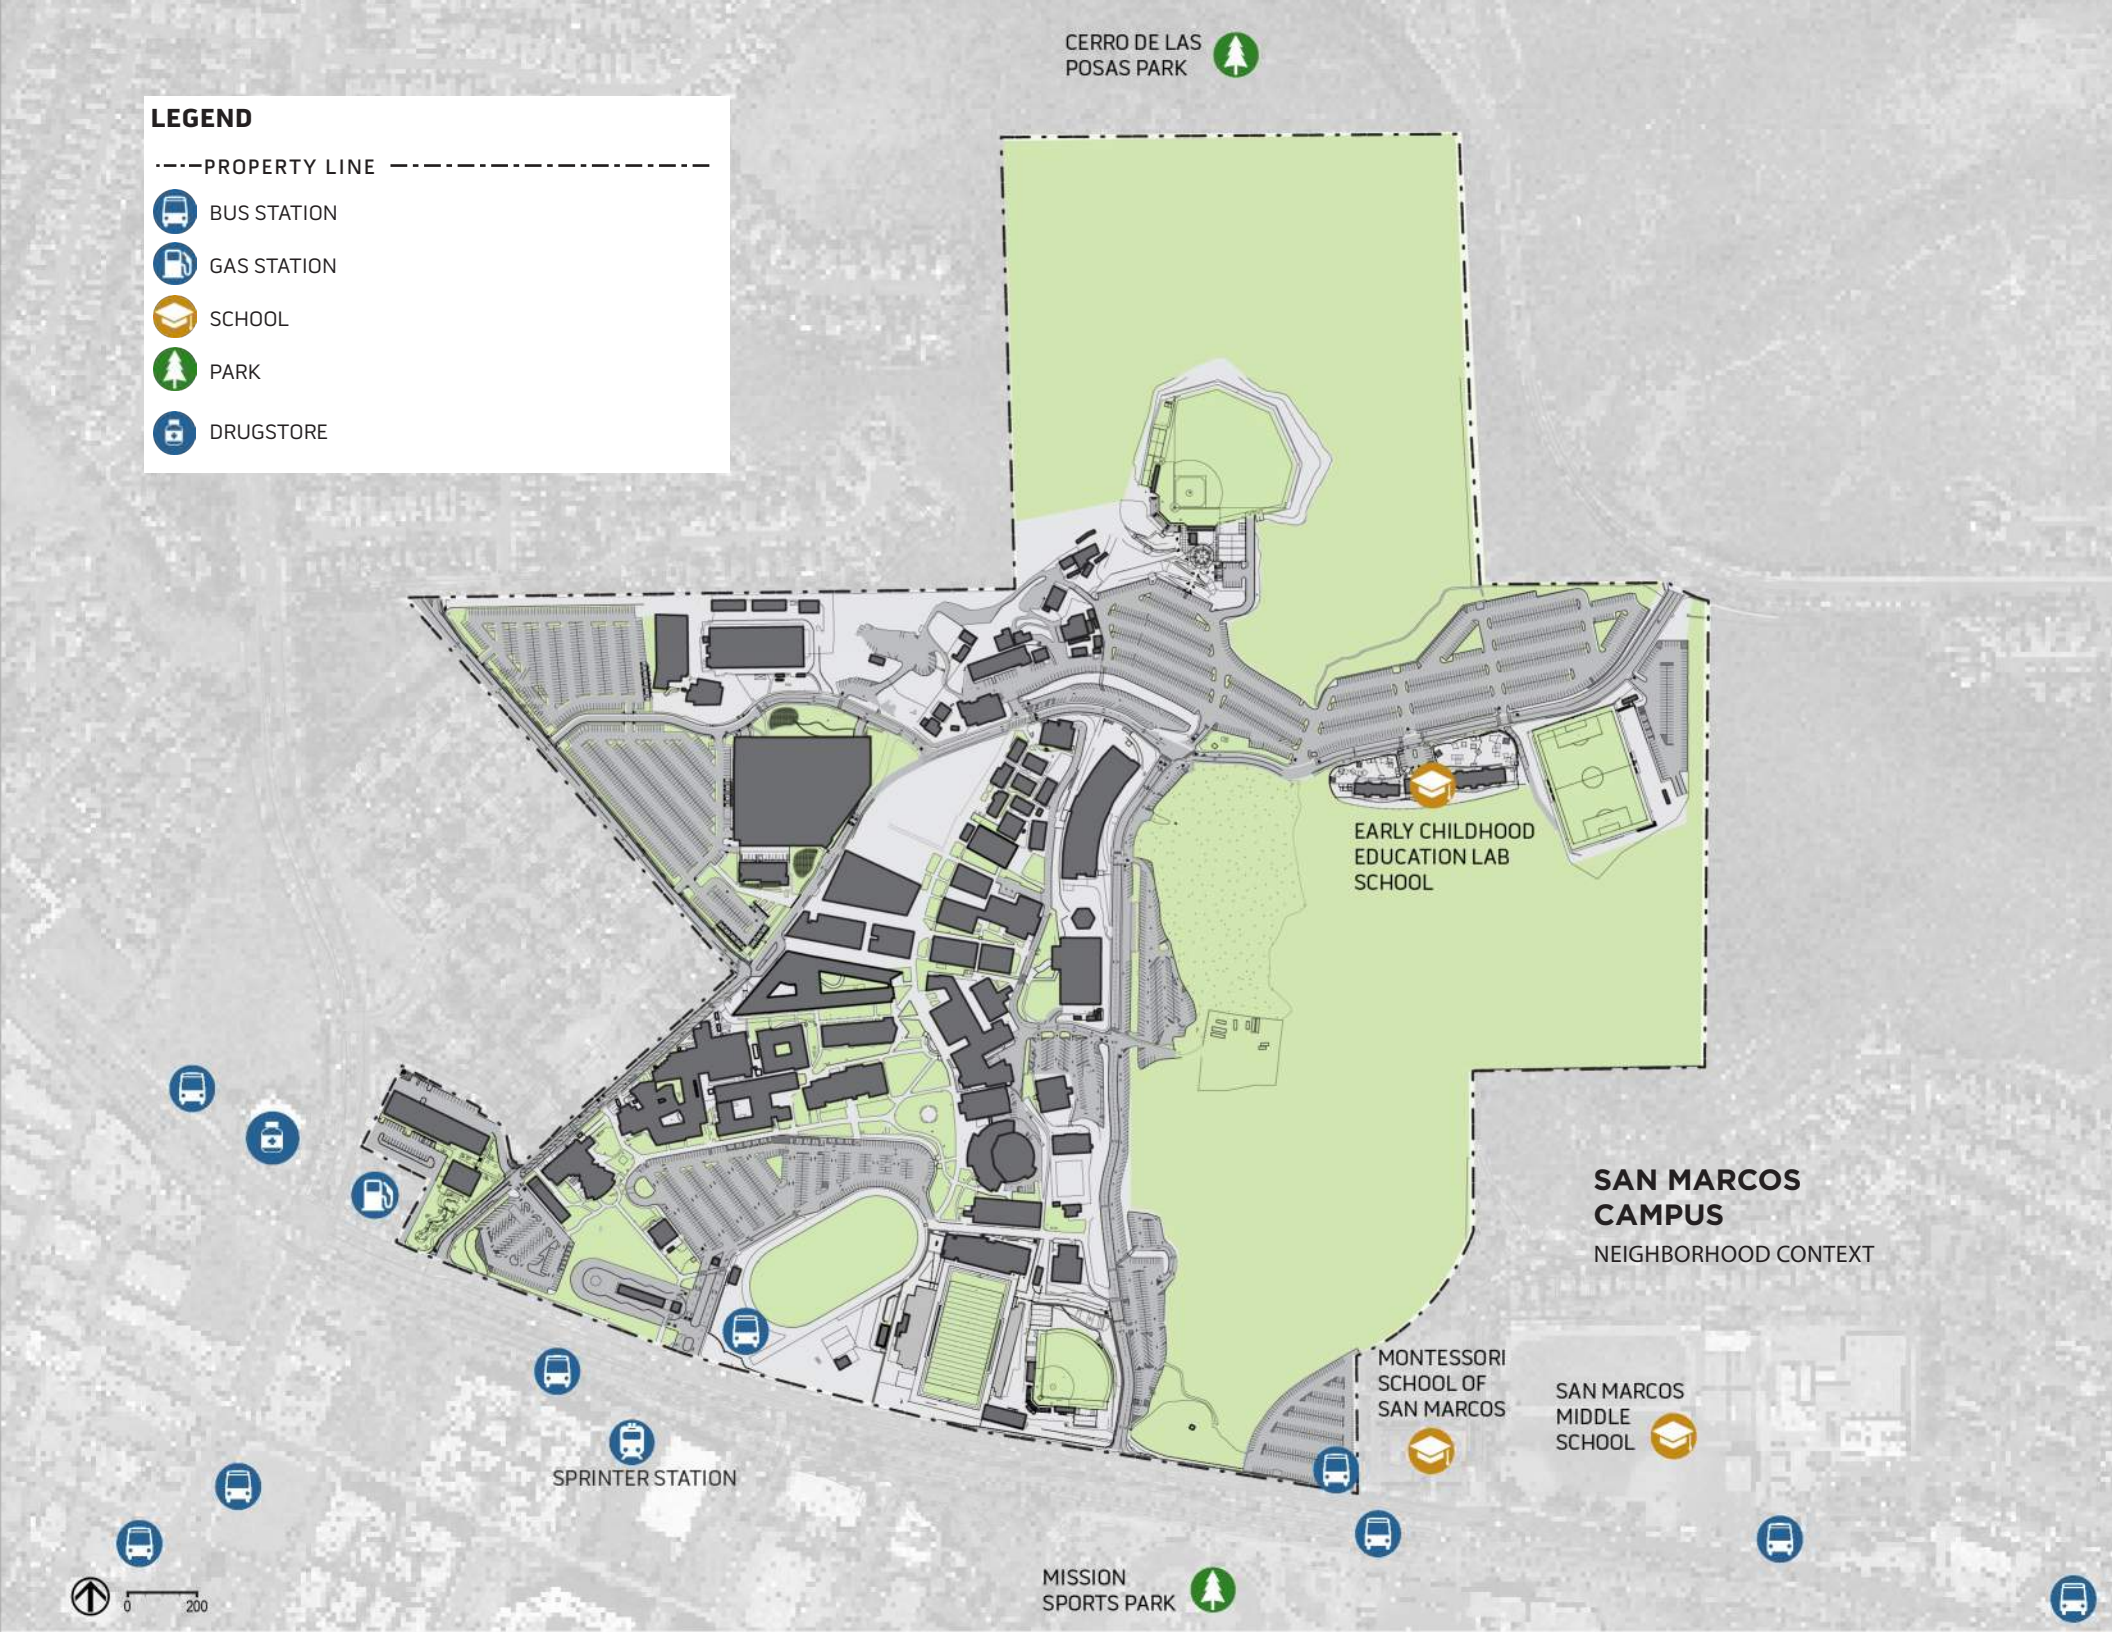 CERRO DE LAS
POSAS PARK
LEGEND
PROPERTY LINE
BUS STATION
GAS STATION
SCHOOL
PARK
DRUGSTORE
EARLY CHILDHOOD
EDUCATION LAB
SCHOOL
SAN MARCOS
CAMPUS
NEIGHBORHOOD CONTEXT
MONTESSORI
SCHOOL OF
SAN MARCOS
SAN MARCOS
MIDDLE
SCHOOL
SPRINTER STATION
MISSION
SPORTS PARK
0 200